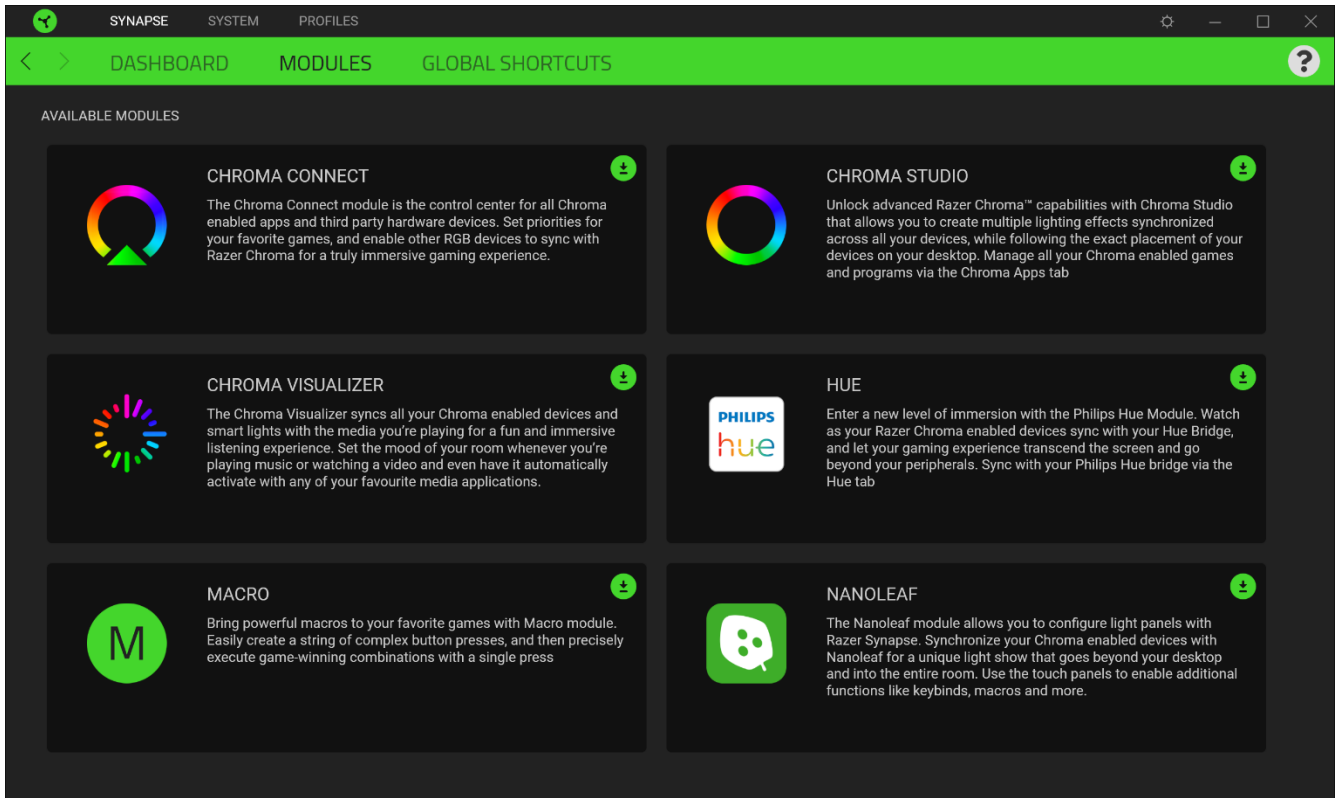 SYNAPSE SYSTEM PROFILES
DASHBOARD MODULES GLOBAL SHORTCUTS ?
AVAILABLE MODULES
CHROMA CONNECT
The Chroma Connect module is the control center for all Chroma
enabled apps and third party hardware devices. Set priorities for
your favorite games, and enable other RGB devices to sync with
Razer Chroma for a truly immersive gaming experience.
CHROMA STUDIO
Unlock advanced Razer Chroma™ capabilities with Chroma Studio
that allows you to create multiple lighting effects synchronized
across all your devices, while following the exact placement of your
devices on your desktop. Manage all your Chroma enabled games
and programs via the Chroma Apps tab
CHROMA VISUALIZER
The Chroma Visualizer syncs all your Chroma enabled devices and
smart lights with the media you’re playing for a fun and immersive
listening experience. Set the mood of your room whenever you’re
playing music or watching a video and even have it automatically
activate with any of your favourite media applications.
PHILIPS
hue
HUE
Enter a new level of immersion with the Philips Hue Module. Watch
as your Razer Chroma enabled devices sync with your Hue Bridge,
and let your gaming experience transcend the screen and go
beyond your peripherals. Sync with your Philips Hue bridge via the
Hue tab
M
MACRO
Bring powerful macros to your favorite games with Macro module.
Easily create a string of complex button presses, and then precisely
execute game-winning combinations with a single press
NANOLEAF
The Nanoleaf module allows you to configure light panels with
Razer Synapse. Synchronize your Chroma enabled devices with
Nanoleaf for a unique light show that goes beyond your desktop
and into the entire room. Use the touch panels to enable additional
functions like keybinds, macros and more.